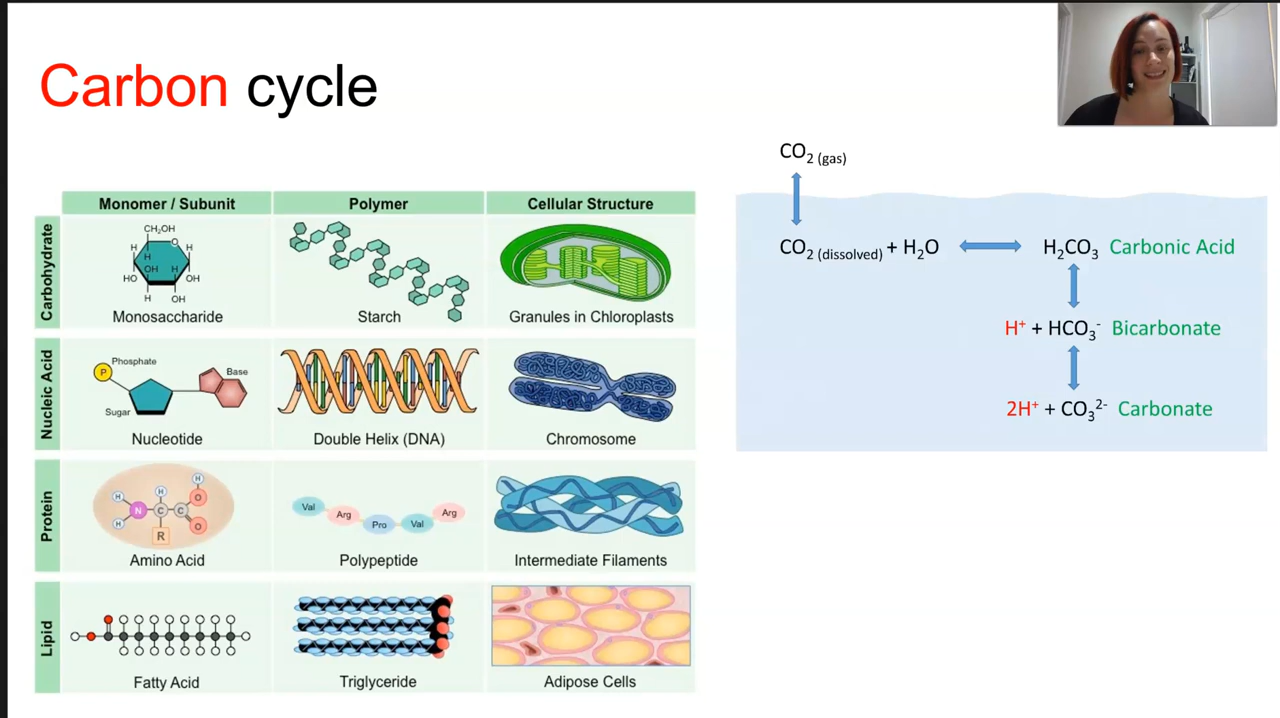 Carbon cycle
Monomer / Subunit Polymer Cellular Structure
Carbohydrate
CH₂OH
O
H H
H
OH H
HO OH
H OH
Monosaccharide Starch Granules in Chloroplasts
Nucleic Acid
Phosphate
P
Base
Sugar
Nucleotide Double Helix (DNA) Chromosome
Protein
H
H H O
N C C
H O
R
Val Arg Pro Val Arg
Amino Acid Polypeptide Intermediate Filaments
Lipid
Fatty Acid Triglyceride Adipose Cells
CO₂ (gas)
CO₂ (dissolved) + H₂O H₂CO₃ Carbonic Acid
H⁺ + HCO₃⁻ Bicarbonate
2H⁺ + CO₃²⁻ Carbonate